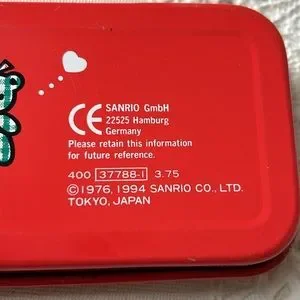 CE SANRIO GmbH
22525 Hamburg
Germany
Please retain this information
for future reference.
400 37788-1 3.75
©1976, 1994 SANRIO CO., LTD.
TOKYO, JAPAN